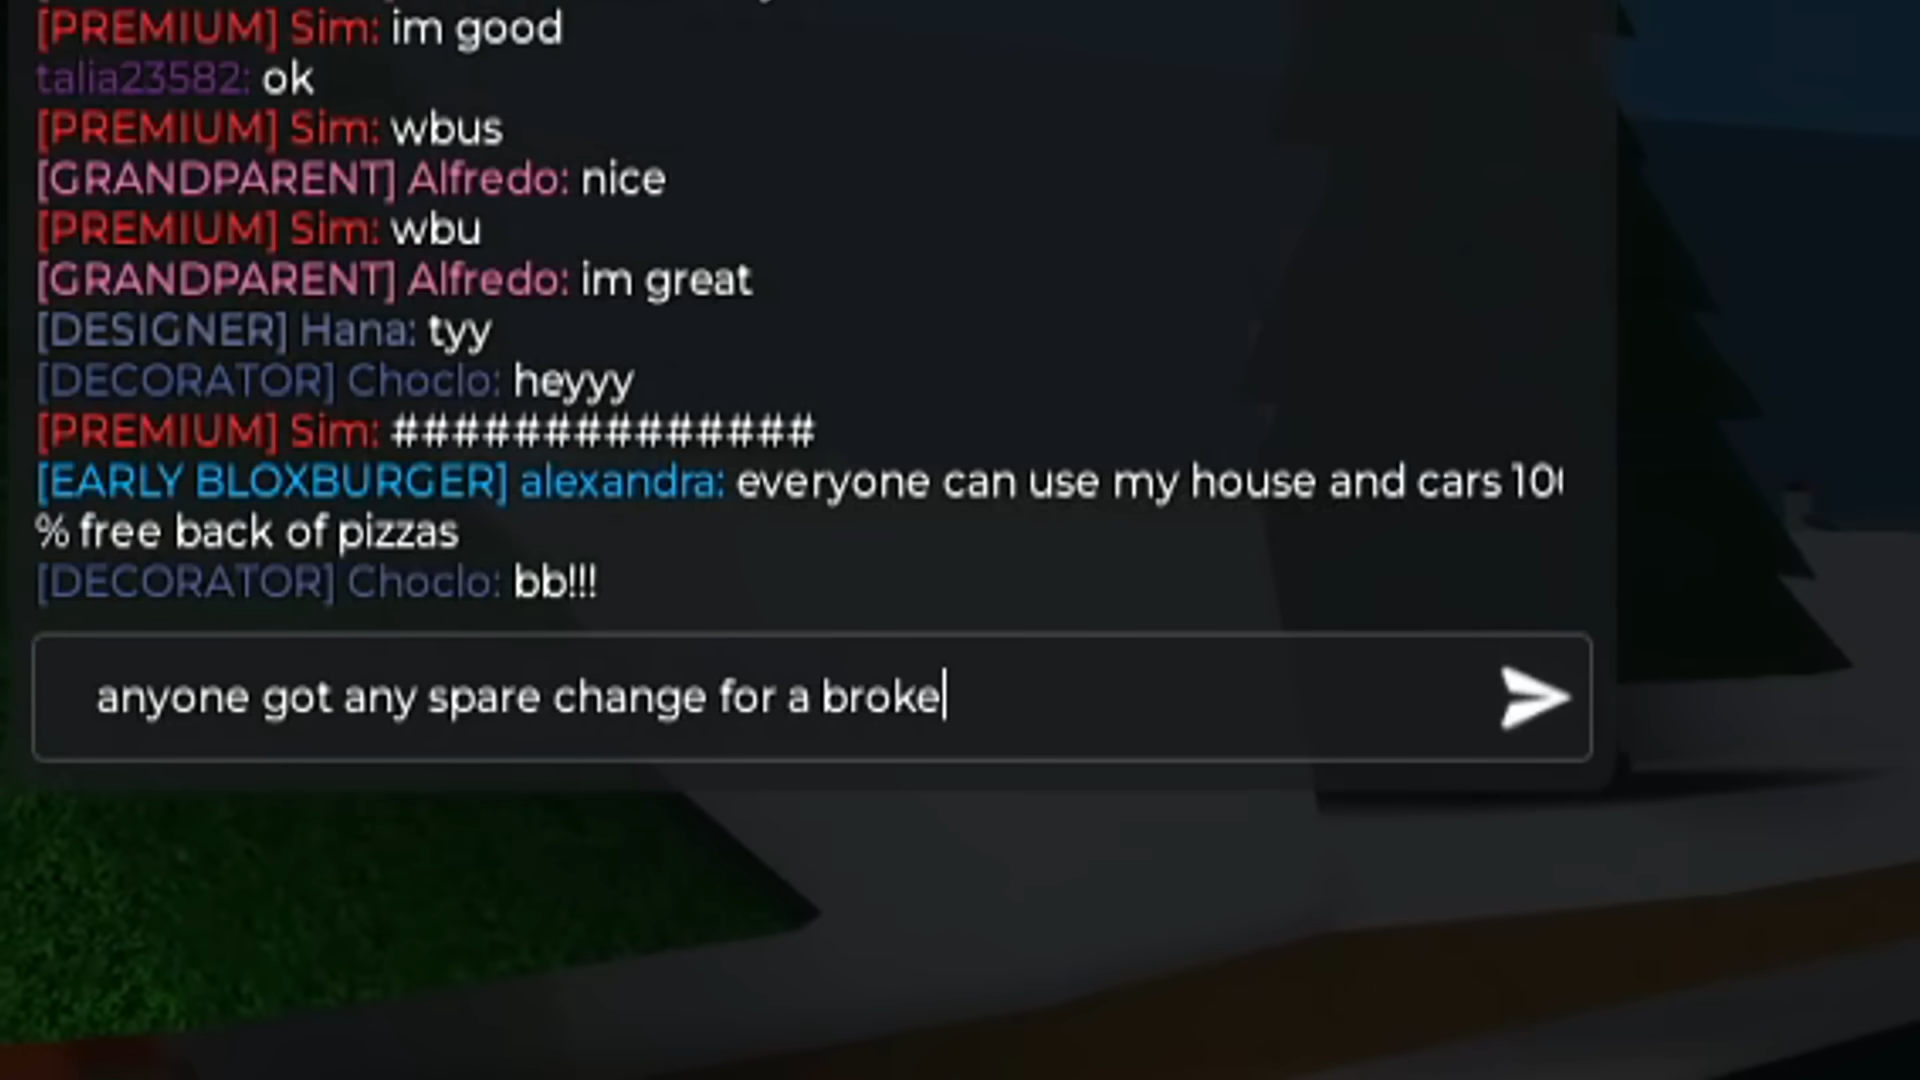 [PREMIUM] Sim: im good
talia23582: ok
[PREMIUM] Sim: wbus
[GRANDPARENT] Alfredo: nice
[PREMIUM] Sim: wbu
[GRANDPARENT] Alfredo: im great
[DESIGNER] Hana: tyy
[DECORATOR] Choclo: heyyy
[PREMIUM] Sim: ##############
[EARLY BLOXBURGER] alexandra: everyone can use my house and cars 100
% free back of pizzas
[DECORATOR] Choclo: bb!!!
anyone got any spare change for a broke